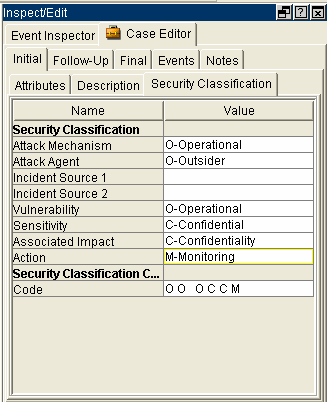 Inspect/Edit
Event Inspector Case Editor
Initial Follow-Up Final Events Notes
Attributes Description Security Classification
Name Value
Security Classification
Attack Mechanism O-Operational
Attack Agent O-Outsider
Incident Source 1
Incident Source 2
Vulnerability O-Operational
Sensitivity C-Confidential
Associated Impact C-Confidentiality
Action M-Monitoring
Security Classification C...
Code O O   O C C M